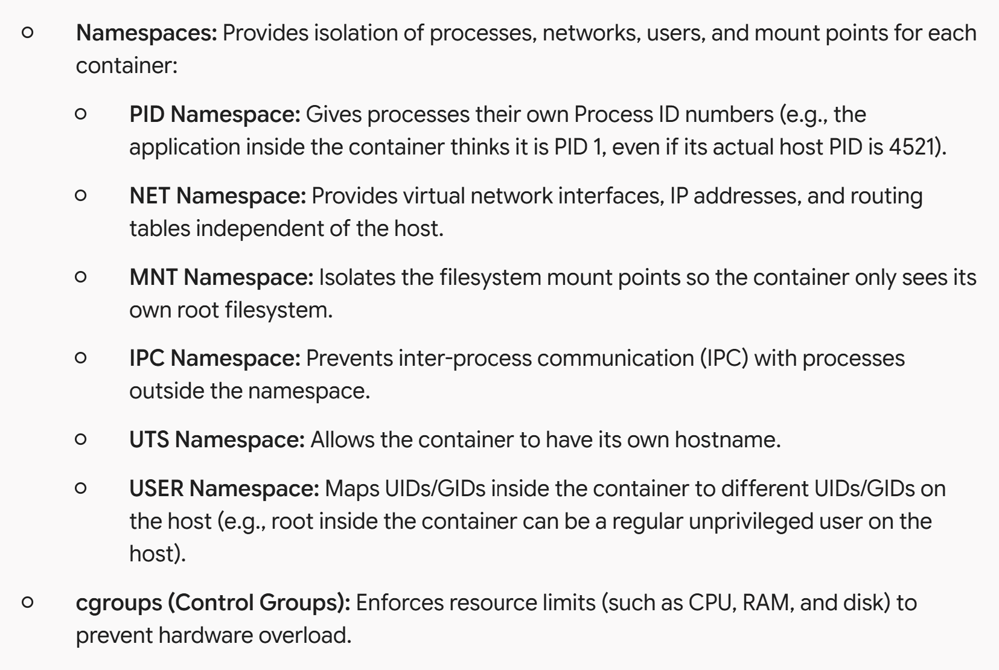 Namespaces: Provides isolation of processes, networks, users, and mount points for each
container:
PID Namespace: Gives processes their own Process ID numbers (e.g., the
application inside the container thinks it is PID 1, even if its actual host PID is 4521).
NET Namespace: Provides virtual network interfaces, IP addresses, and routing
tables independent of the host.
MNT Namespace: Isolates the filesystem mount points so the container only sees its
own root filesystem.
IPC Namespace: Prevents inter-process communication (IPC) with processes
outside the namespace.
UTS Namespace: Allows the container to have its own hostname.
USER Namespace: Maps UIDs/GIDs inside the container to different UIDs/GIDs on
the host (e.g., root inside the container can be a regular unprivileged user on the
host).
cgroups (Control Groups): Enforces resource limits (such as CPU, RAM, and disk) to
prevent hardware overload.